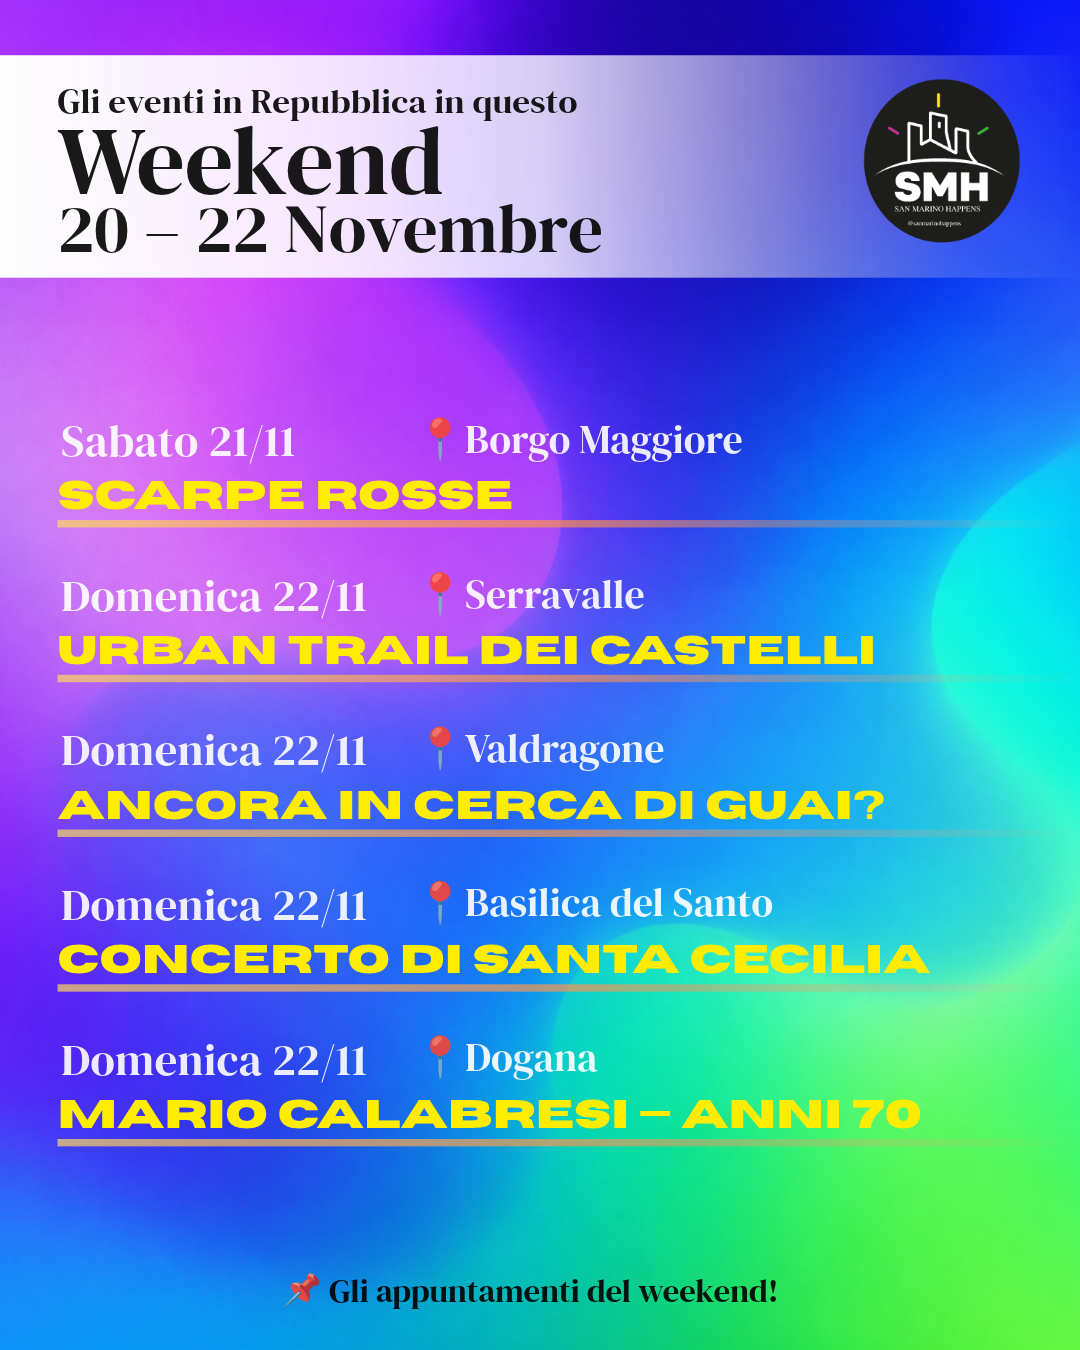 Gli eventi in Repubblica in questo
Weekend
20 – 22 Novembre
SMH
SAN MARINO HAPPENS
@sanmarinohappens
Sabato 21/11 📍 Borgo Maggiore
SCARPE ROSSE
Domenica 22/11 📍 Serravalle
URBAN TRAIL DEI CASTELLI
Domenica 22/11 📍 Valdragone
ANCORA IN CERCA DI GUAI?
Domenica 22/11 📍 Basilica del Santo
CONCERTO DI SANTA CECILIA
Domenica 22/11 📍 Dogana
MARIO CALABRESI – ANNI 70
📌 Gli appuntamenti del weekend!